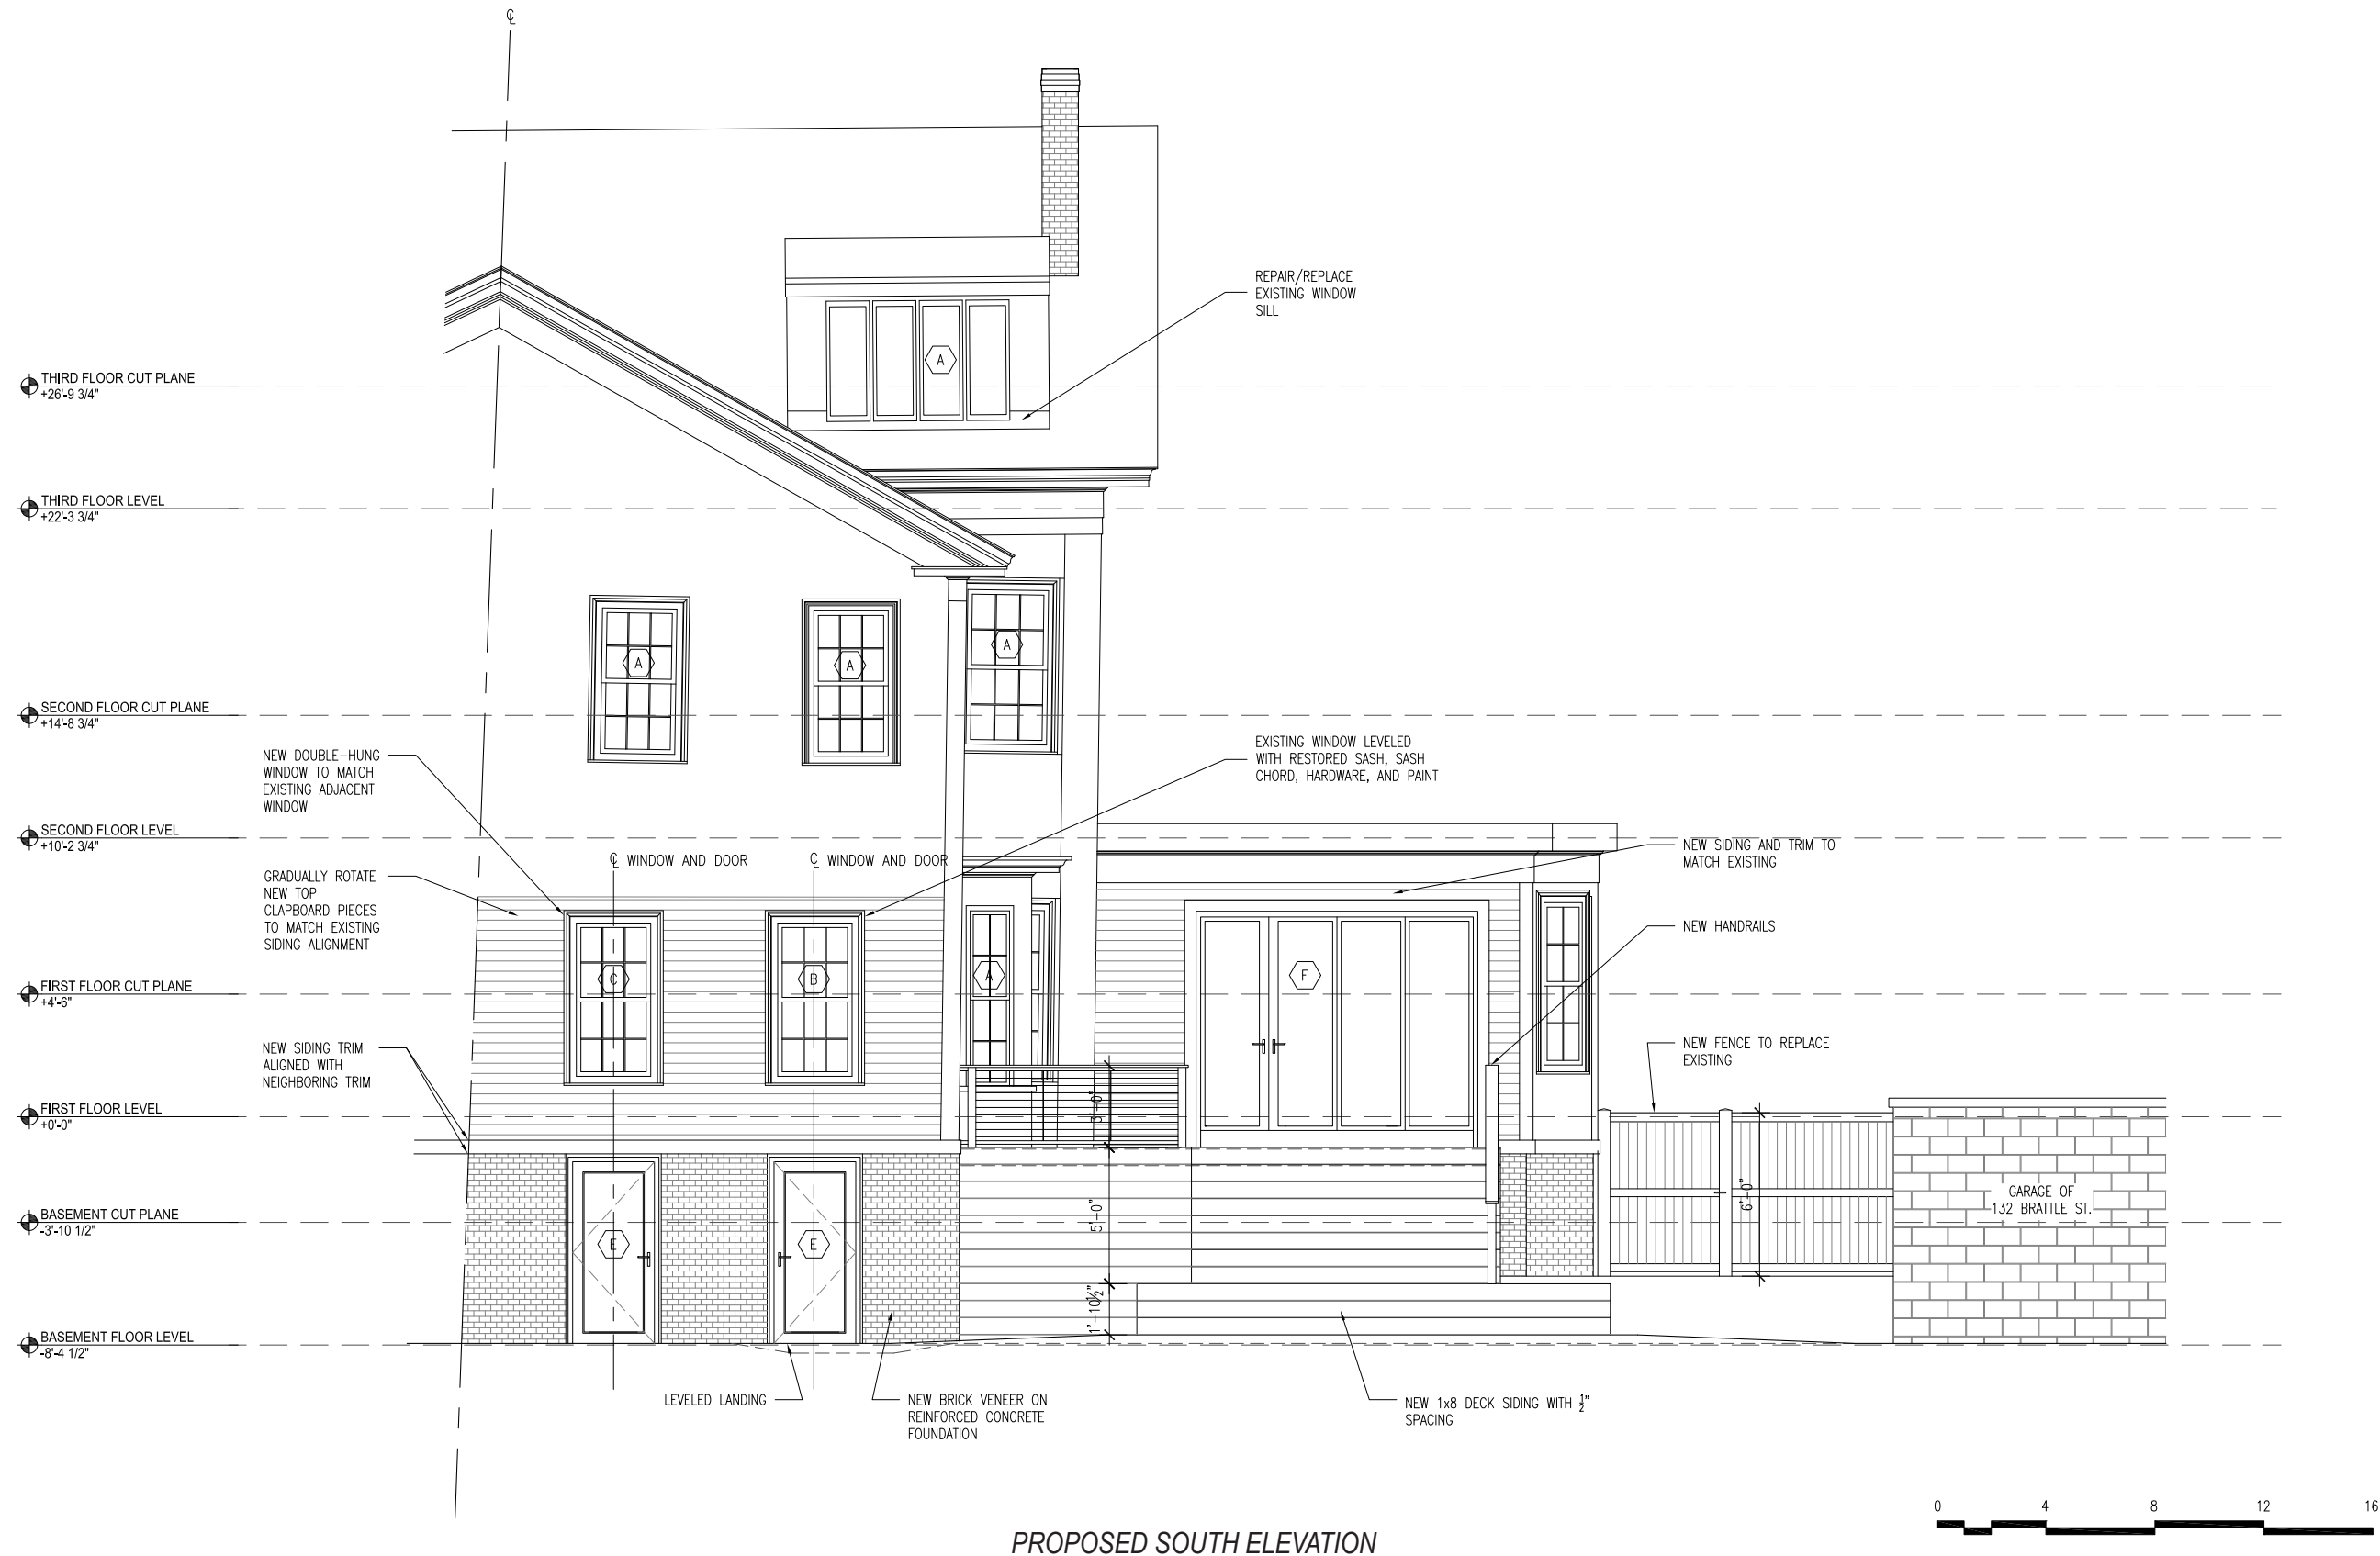 ℄
REPAIR/REPLACE
EXISTING WINDOW
SILL
A
THIRD FLOOR CUT PLANE
+26'-9 3/4"
THIRD FLOOR LEVEL
+22'-3 3/4"
A
A
A
SECOND FLOOR CUT PLANE
+14'-8 3/4"
NEW DOUBLE-HUNG
WINDOW TO MATCH
EXISTING ADJACENT
WINDOW
EXISTING WINDOW LEVELED
WITH RESTORED SASH, SASH
CHORD, HARDWARE, AND PAINT
SECOND FLOOR LEVEL
+10'-2 3/4"
℄ WINDOW AND DOOR
℄ WINDOW AND DOOR
NEW SIDING AND TRIM TO
MATCH EXISTING
GRADUALLY ROTATE
NEW TOP
CLAPBOARD PIECES
TO MATCH EXISTING
SIDING ALIGNMENT
NEW HANDRAILS
C
B
A
F
FIRST FLOOR CUT PLANE
+4'-6"
NEW SIDING TRIM
ALIGNED WITH
NEIGHBORING TRIM
NEW FENCE TO REPLACE
EXISTING
FIRST FLOOR LEVEL
+0'-0"
3'-0"
BASEMENT CUT PLANE
-3'-10 1/2"
5'-0"
6'-0"
GARAGE OF
132 BRATTLE ST.
E
E
1'-10½"
BASEMENT FLOOR LEVEL
-8'-4 1/2"
LEVELED LANDING
NEW BRICK VENEER ON
REINFORCED CONCRETE
FOUNDATION
NEW 1x8 DECK SIDING WITH ½"
SPACING
0 4 8 12 16
PROPOSED SOUTH ELEVATION